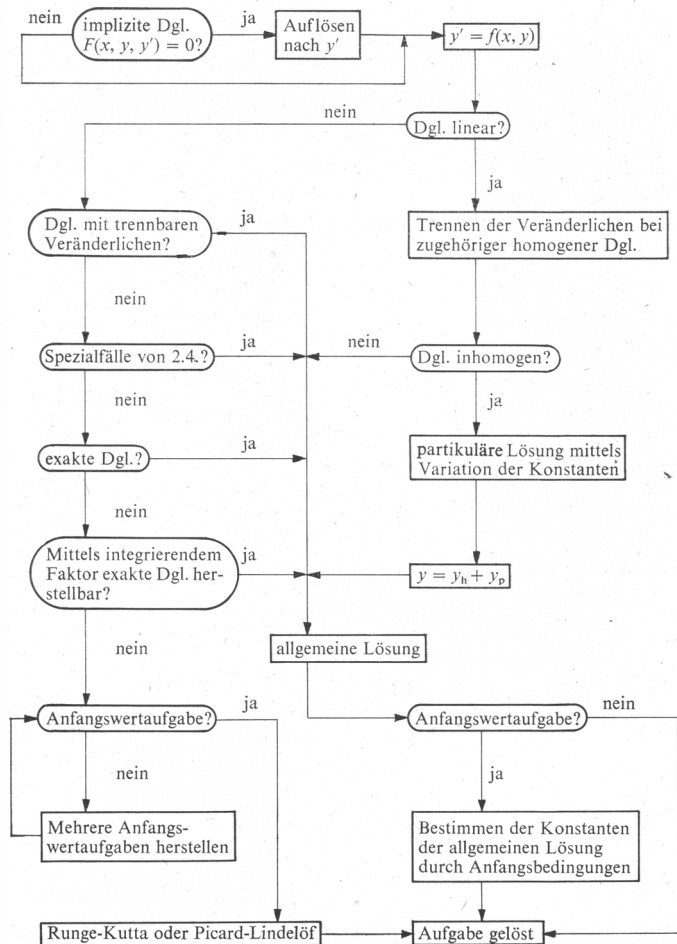 nein
implizite Dgl.
F(x, y, y′) = 0?
ja
Auflösen
nach y′
y′ = f(x, y)
nein
Dgl. linear?
ja
Dgl. mit trennbaren
Veränderlichen?
ja
Trennen der Veränderlichen bei
zugehöriger homogener Dgl.
nein
Spezialfälle von 2.4.?
ja
nein
Dgl. inhomogen?
nein
ja
exakte Dgl.?
ja
partikuläre Lösung mittels
Variation der Konstanten
nein
Mittels integrierendem
Faktor exakte Dgl. her-
stellbar?
ja
y = yₕ + yₚ
nein
allgemeine Lösung
Anfangswertaufgabe?
ja
Anfangswertaufgabe?
nein
nein
ja
Mehrere Anfangs-
wertaufgaben herstellen
Bestimmen der Konstanten
der allgemeinen Lösung
durch Anfangsbedingungen
Runge-Kutta oder Picard-Lindelöf
Aufgabe gelöst